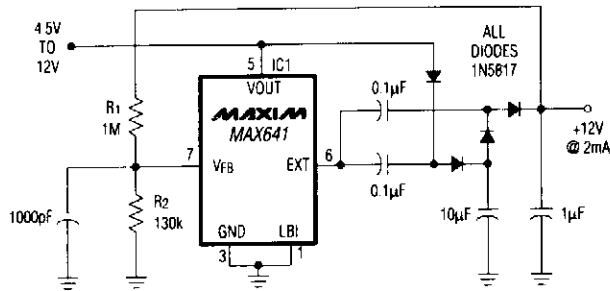 4.5V
TO
12V
5
IC1
VOUT
MAXIM
MAX641
7
VFB
EXT
6
GND
LBI
3
1
R1
1M
R2
130k
1000pF
0.1µF
0.1µF
ALL
DIODES
1N5817
+12V
@ 2mA
10µF
1µF